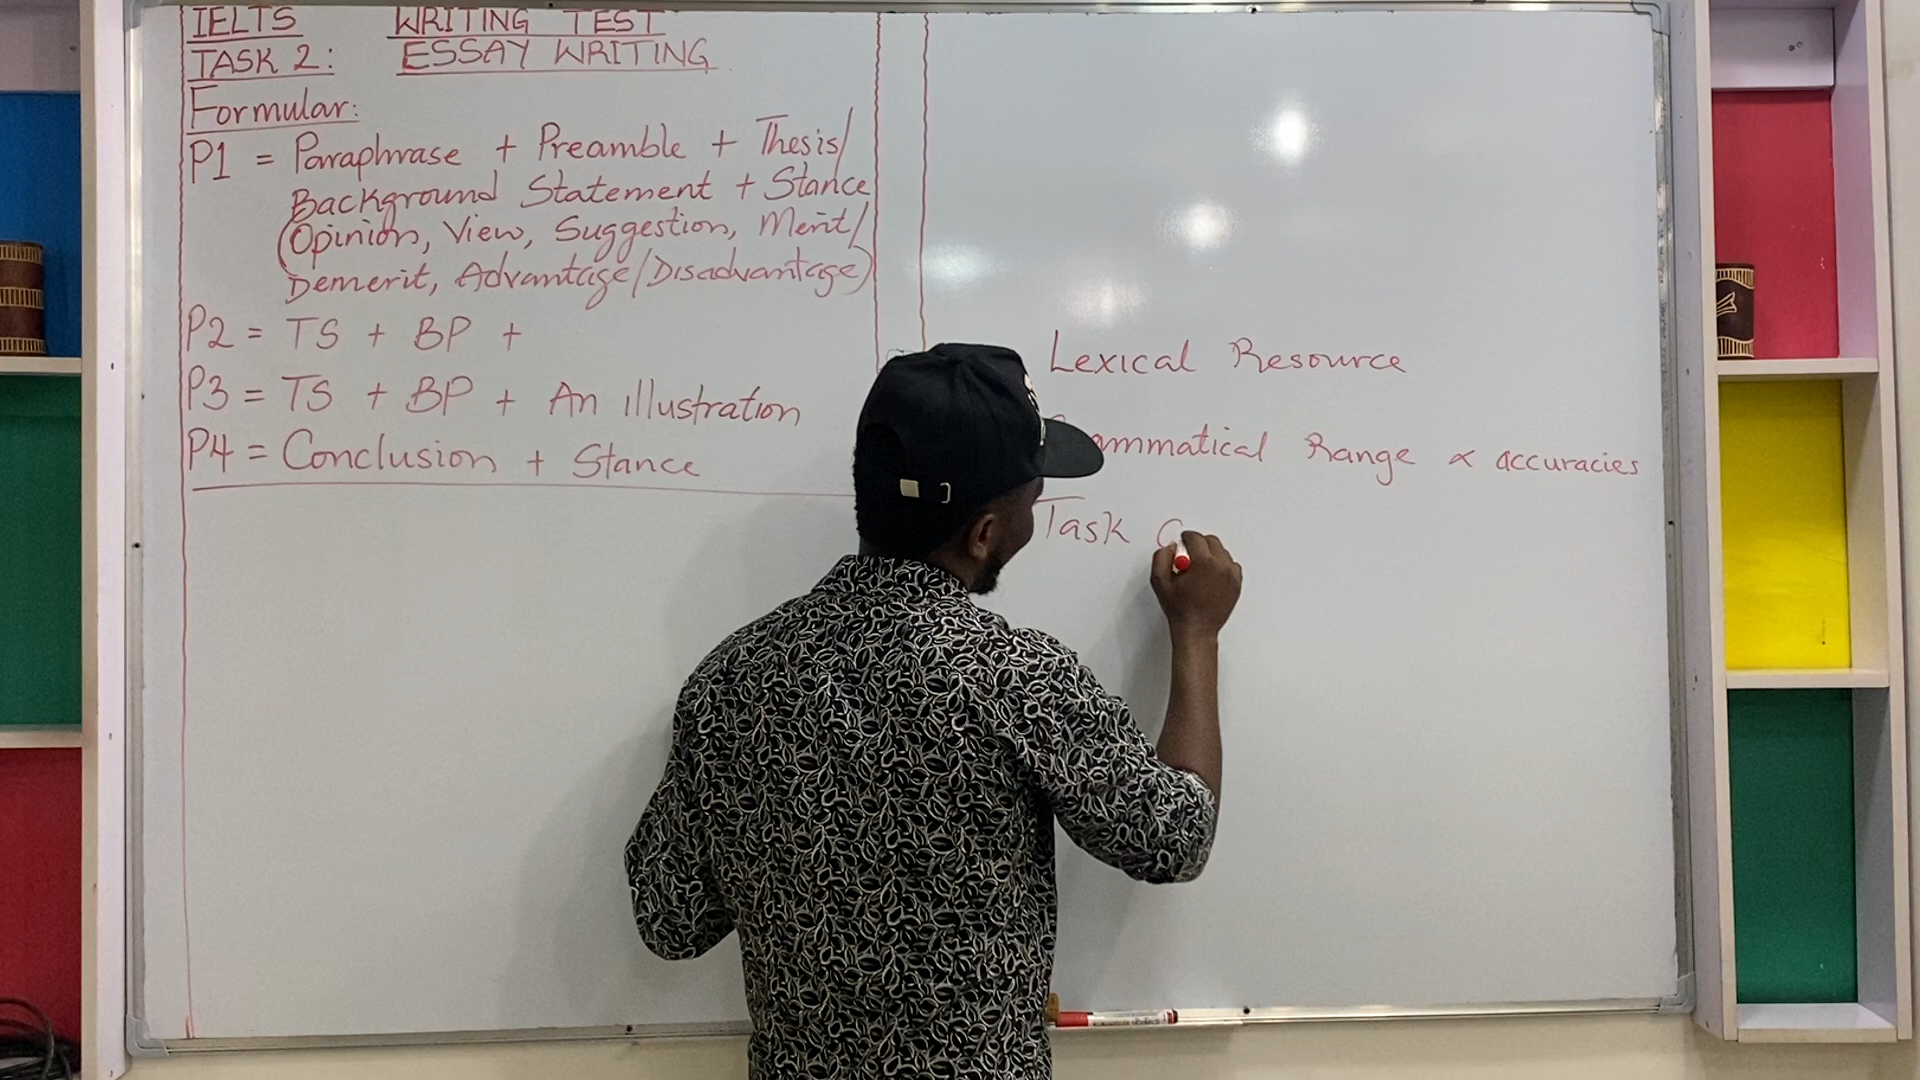 IELTS WRITING TEST
TASK 2: ESSAY WRITING
Formular:
P1 = Paraphrase + Preamble + Thesis/
Background Statement + Stance
(Opinion, View, Suggestion, Merit/
Demerit, Advantage/Disadvantage)
P2 = TS + BP +
P3 = TS + BP + An illustration
P4 = Conclusion + Stance
Lexical Resource
ammatical Range & accuracies
Task C